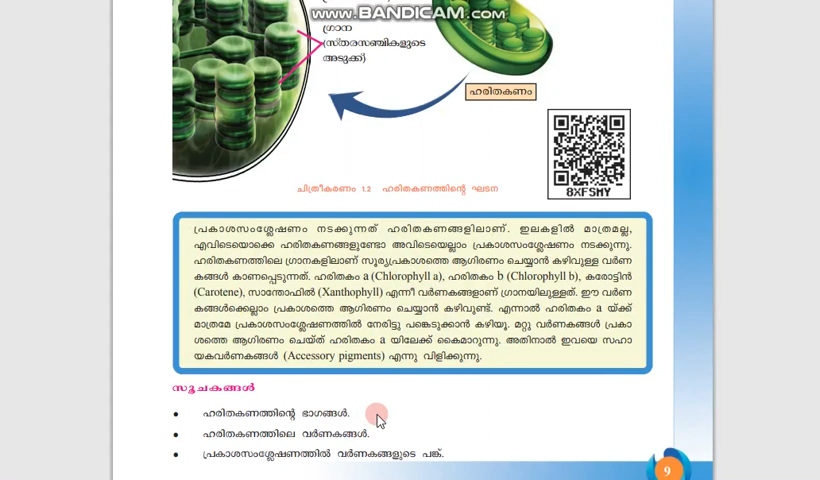 www.BANDICAM.com
ഗ്രാന
(സ്തരസഞ്ചികളുടെ
അടുക്ക്)
ഹരിതകണം
8XFSMY
ചിത്രീകരണം 1.2 ഹരിതകണത്തിന്റെ ഘടന
പ്രകാശസംശ്ലേഷണം നടക്കുന്നത് ഹരിതകണങ്ങളിലാണ്. ഇലകളിൽ മാത്രമല്ല,
എവിടെയൊക്കെ ഹരിതകണങ്ങളുണ്ടോ അവിടെയെല്ലാം പ്രകാശസംശ്ലേഷണം നടക്കുന്നു.
ഹരിതകണത്തിലെ ഗ്രാനകളിലാണ് സൂര്യപ്രകാശത്തെ ആഗിരണം ചെയ്യാൻ കഴിവുള്ള വർണ
കങ്ങൾ കാണപ്പെടുന്നത്. ഹരിതകം a (Chlorophyll a), ഹരിതകം b (Chlorophyll b), കരോട്ടിൻ
(Carotene), സാന്തോഫിൽ (Xanthophyll) എന്നീ വർണകങ്ങളാണ് ഗ്രാനയിലുള്ളത്. ഈ വർണ
കങ്ങൾക്കെല്ലാം പ്രകാശത്തെ ആഗിരണം ചെയ്യാൻ കഴിവുണ്ട്. എന്നാൽ ഹരിതകം a യ്ക്ക്
മാത്രമേ പ്രകാശസംശ്ലേഷണത്തിൽ നേരിട്ടു പങ്കെടുക്കാൻ കഴിയൂ. മറ്റു വർണകങ്ങൾ പ്രകാ
ശത്തെ ആഗിരണം ചെയ്ത് ഹരിതകം a യിലേക്ക് കൈമാറുന്നു. അതിനാൽ ഇവയെ സഹാ
യകവർണകങ്ങൾ (Accessory pigments) എന്നു വിളിക്കുന്നു.
സൂചകങ്ങൾ
• ഹരിതകണത്തിന്റെ ഭാഗങ്ങൾ.
• ഹരിതകണത്തിലെ വർണകങ്ങൾ.
• പ്രകാശസംശ്ലേഷണത്തിൽ വർണകങ്ങളുടെ പങ്ക്.
9